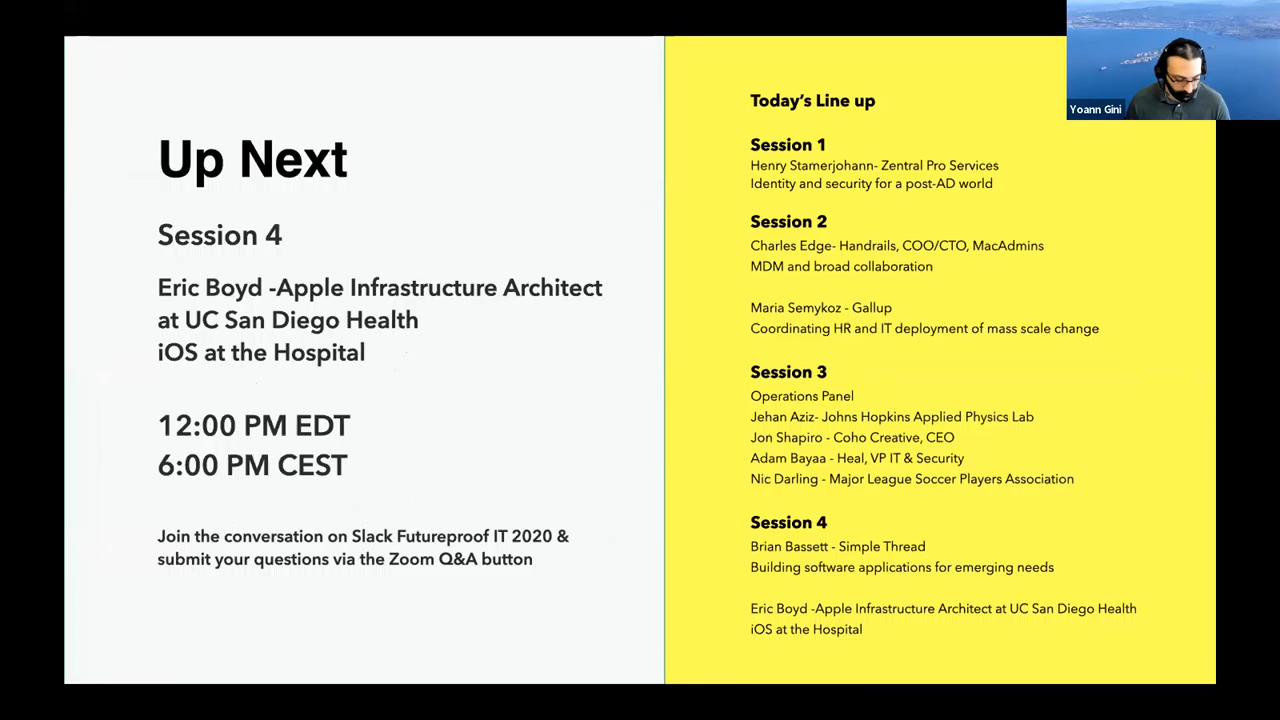 Up Next
Session 4
Eric Boyd -Apple Infrastructure Architect
at UC San Diego Health
iOS at the Hospital
12:00 PM EDT
6:00 PM CEST
Join the conversation on Slack Futureproof IT 2020 &
submit your questions via the Zoom Q&A button
Today’s Line up
Session 1
Henry Stamerjohann- Zentral Pro Services
Identity and security for a post-AD world
Session 2
Charles Edge- Handrails, COO/CTO, MacAdmins
MDM and broad collaboration
Maria Semykoz - Gallup
Coordinating HR and IT deployment of mass scale change
Session 3
Operations Panel
Jehan Aziz- Johns Hopkins Applied Physics Lab
Jon Shapiro - Coho Creative, CEO
Adam Bayaa - Heal, VP IT & Security
Nic Darling - Major League Soccer Players Association
Session 4
Brian Bassett - Simple Thread
Building software applications for emerging needs
Eric Boyd -Apple Infrastructure Architect at UC San Diego Health
iOS at the Hospital
Yoann Gini